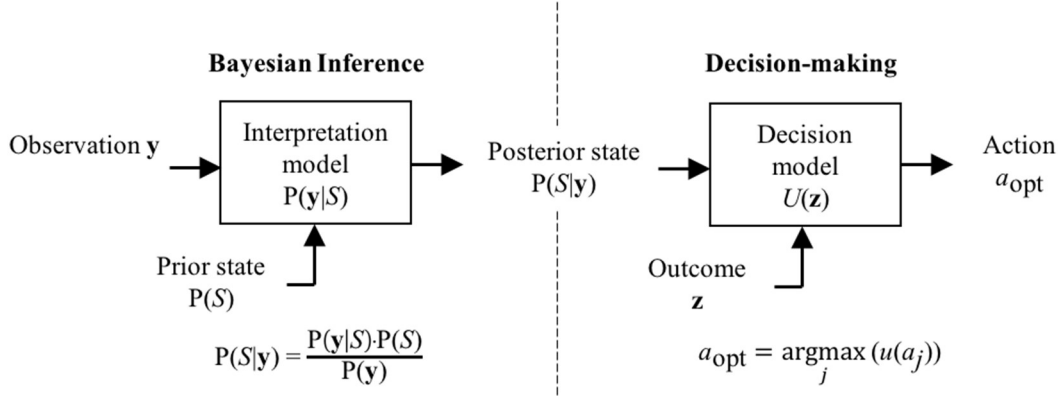 Bayesian Inference
Observation y
Interpretation
model
P(y|S)
Prior state
P(S)
P(S|y) = P(y|S)·P(S) / P(y)
Posterior state
P(S|y)
Decision-making
Decision
model
U(z)
Outcome
z
Action
a_opt
a_opt = argmax_j (u(a_j))